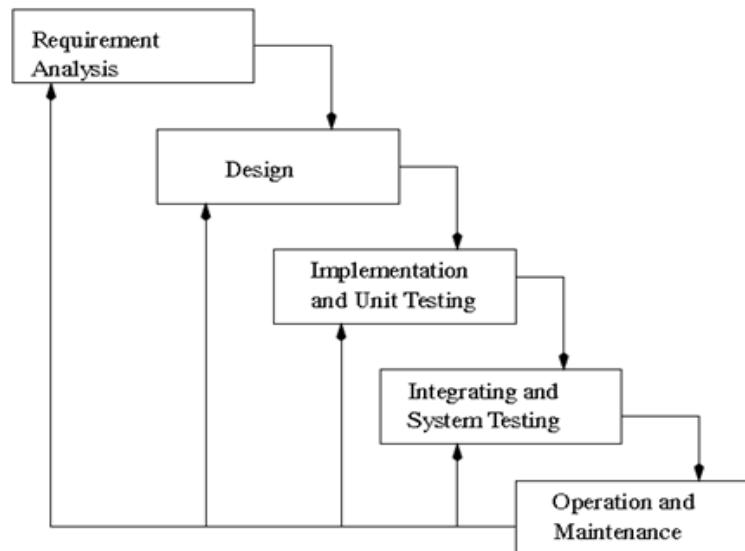 Requirement
Analysis
Design
Implementation
and Unit Testing
Integrating and
System Testing
Operation and
Maintenance